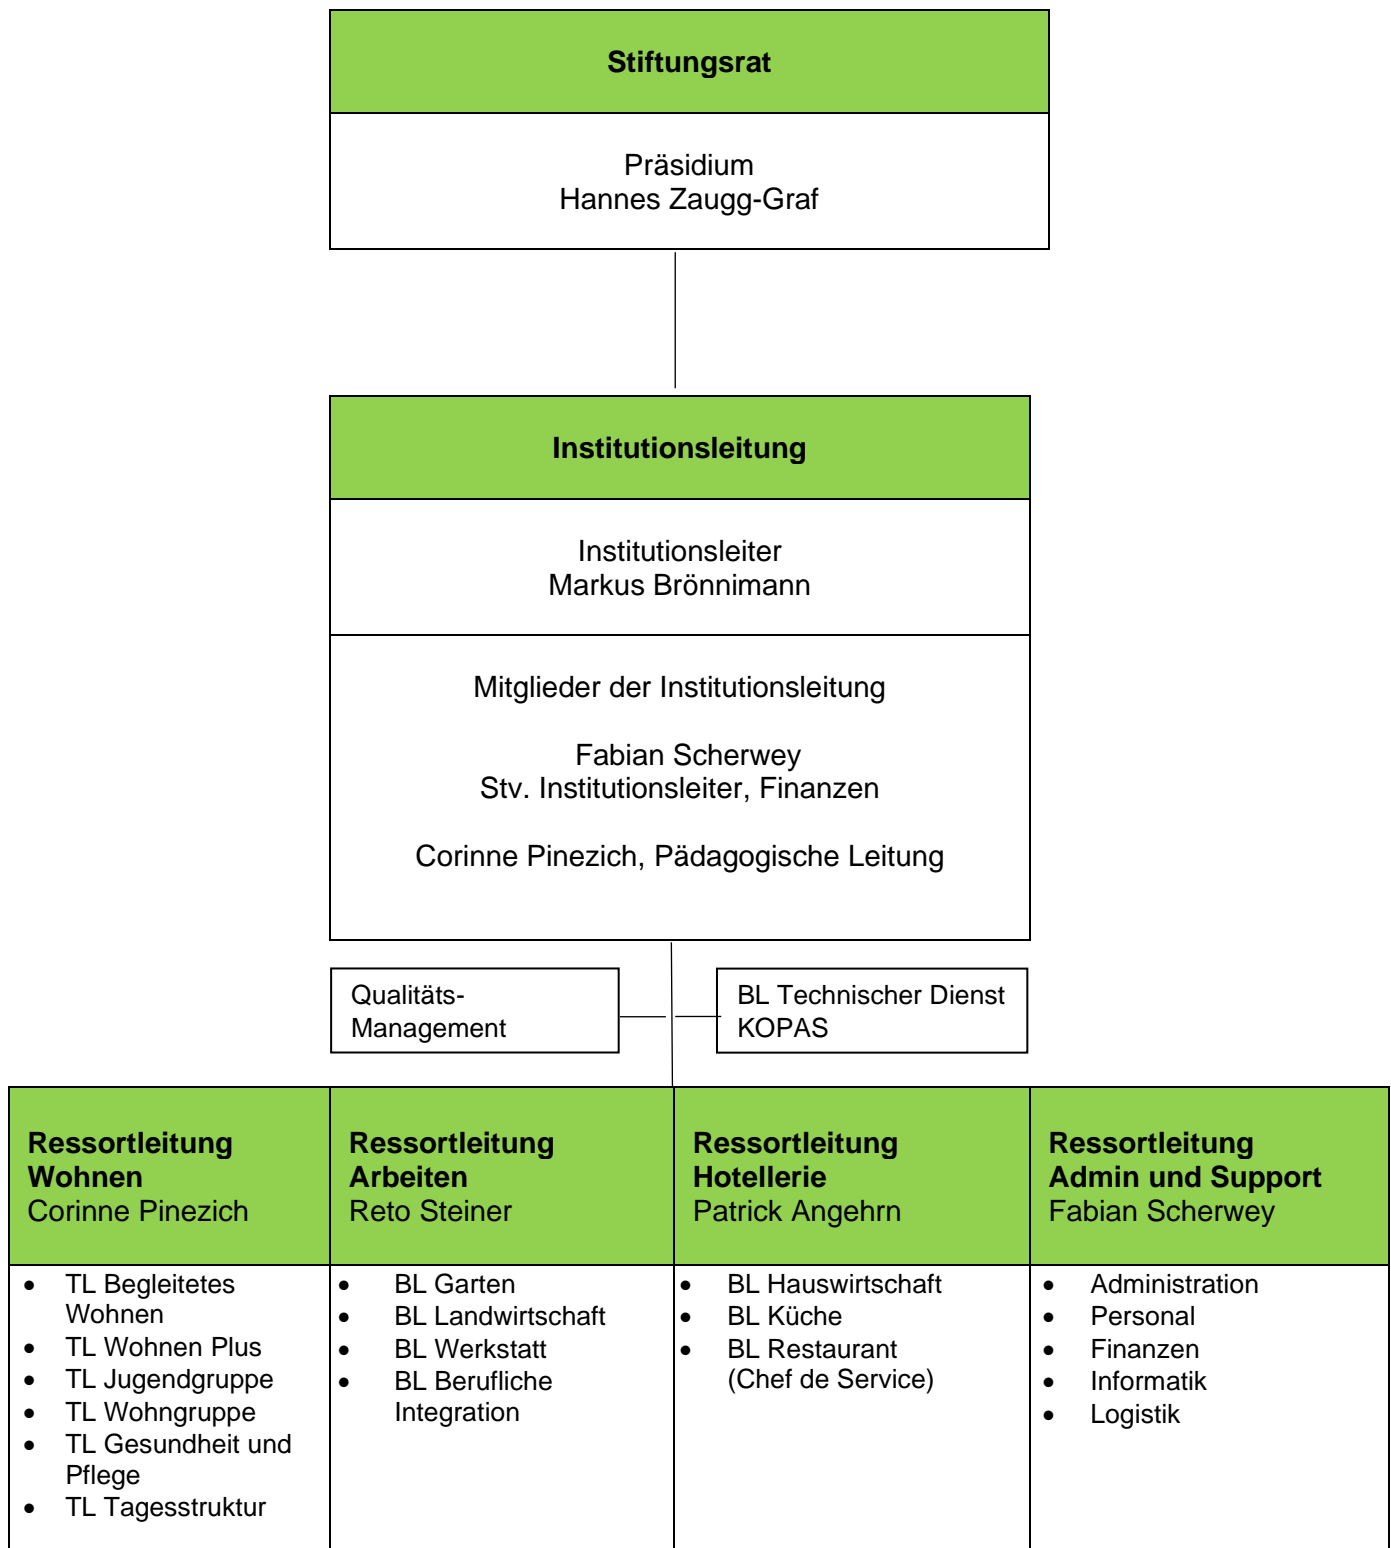 Stiftungsrat
Präsidium
Hannes Zaugg-Graf
Institutionsleitung
Institutionsleiter
Markus Brönnimann
Mitglieder der Institutionsleitung
Fabian Scherwey
Stv. Institutionsleiter, Finanzen
Corinne Pinezich, Pädagogische Leitung
Qualitäts-
Management
BL Technischer Dienst
KOPAS
Ressortleitung
Wohnen
Corinne Pinezich
• TL Begleitetes
Wohnen
• TL Wohnen Plus
• TL Jugendgruppe
• TL Wohngruppe
• TL Gesundheit und
Pflege
• TL Tagesstruktur
Ressortleitung
Arbeiten
Reto Steiner
• BL Garten
• BL Landwirtschaft
• BL Werkstatt
• BL Berufliche
Integration
Ressortleitung
Hotellerie
Patrick Angehrn
• BL Hauswirtschaft
• BL Küche
• BL Restaurant
(Chef de Service)
Ressortleitung
Admin und Support
Fabian Scherwey
• Administration
• Personal
• Finanzen
• Informatik
• Logistik